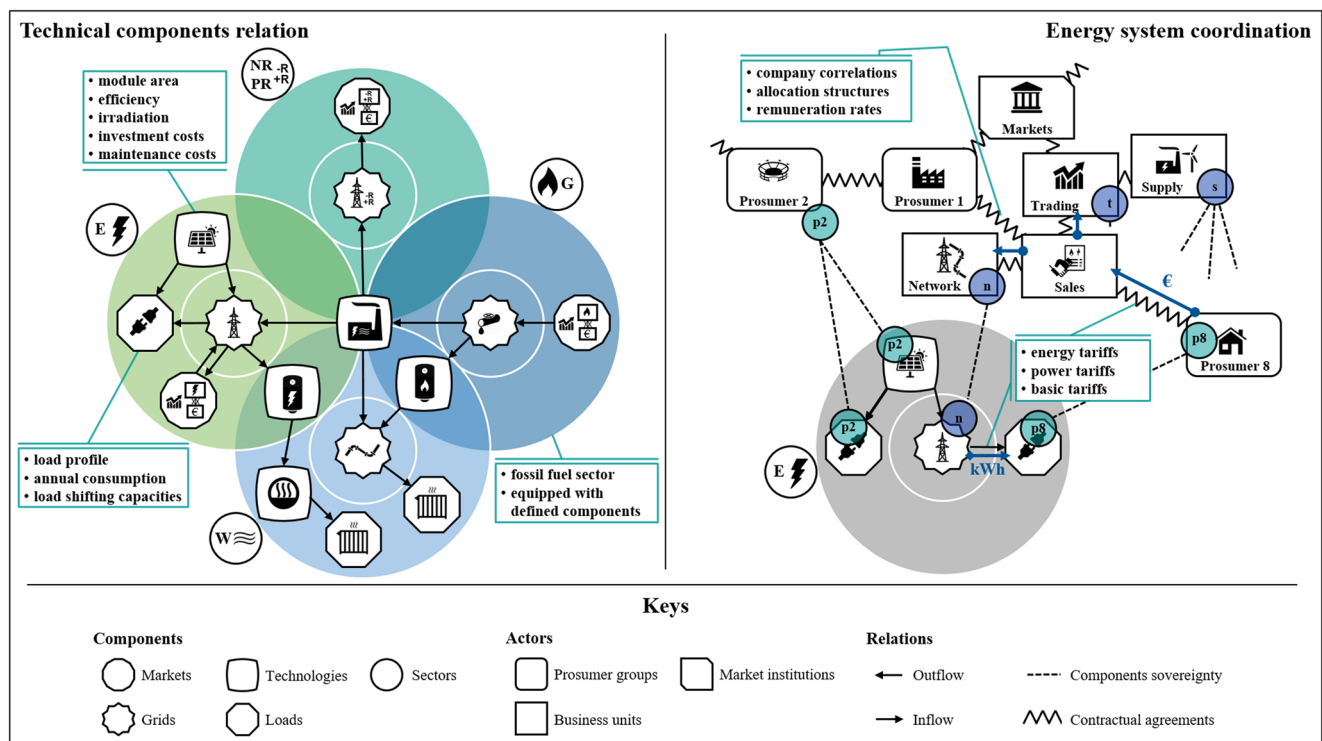 Technical components relation
Energy system coordination
NR -R
PR +R
• module area
• efficiency
• irradiation
• investment costs
• maintenance costs
-R
+R
€
-R
+R
G
E
€
€
• load profile
• annual consumption
• load shifting capacities
• fossil fuel sector
• equipped with
defined components
W
• company correlations
• allocation structures
• remuneration rates
Markets
Prosumer 2
Prosumer 1
Trading
Supply
s
t
p2
Network
n
Sales
€
p8
Prosumer 8
• energy tariffs
• power tariffs
• basic tariffs
p2
p2
n
p8
kWh
E
Keys
Components
Actors
Relations
Markets
Technologies
Sectors
Prosumer groups
Market institutions
Outflow
Components sovereignty
Grids
Loads
Business units
Inflow
Contractual agreements